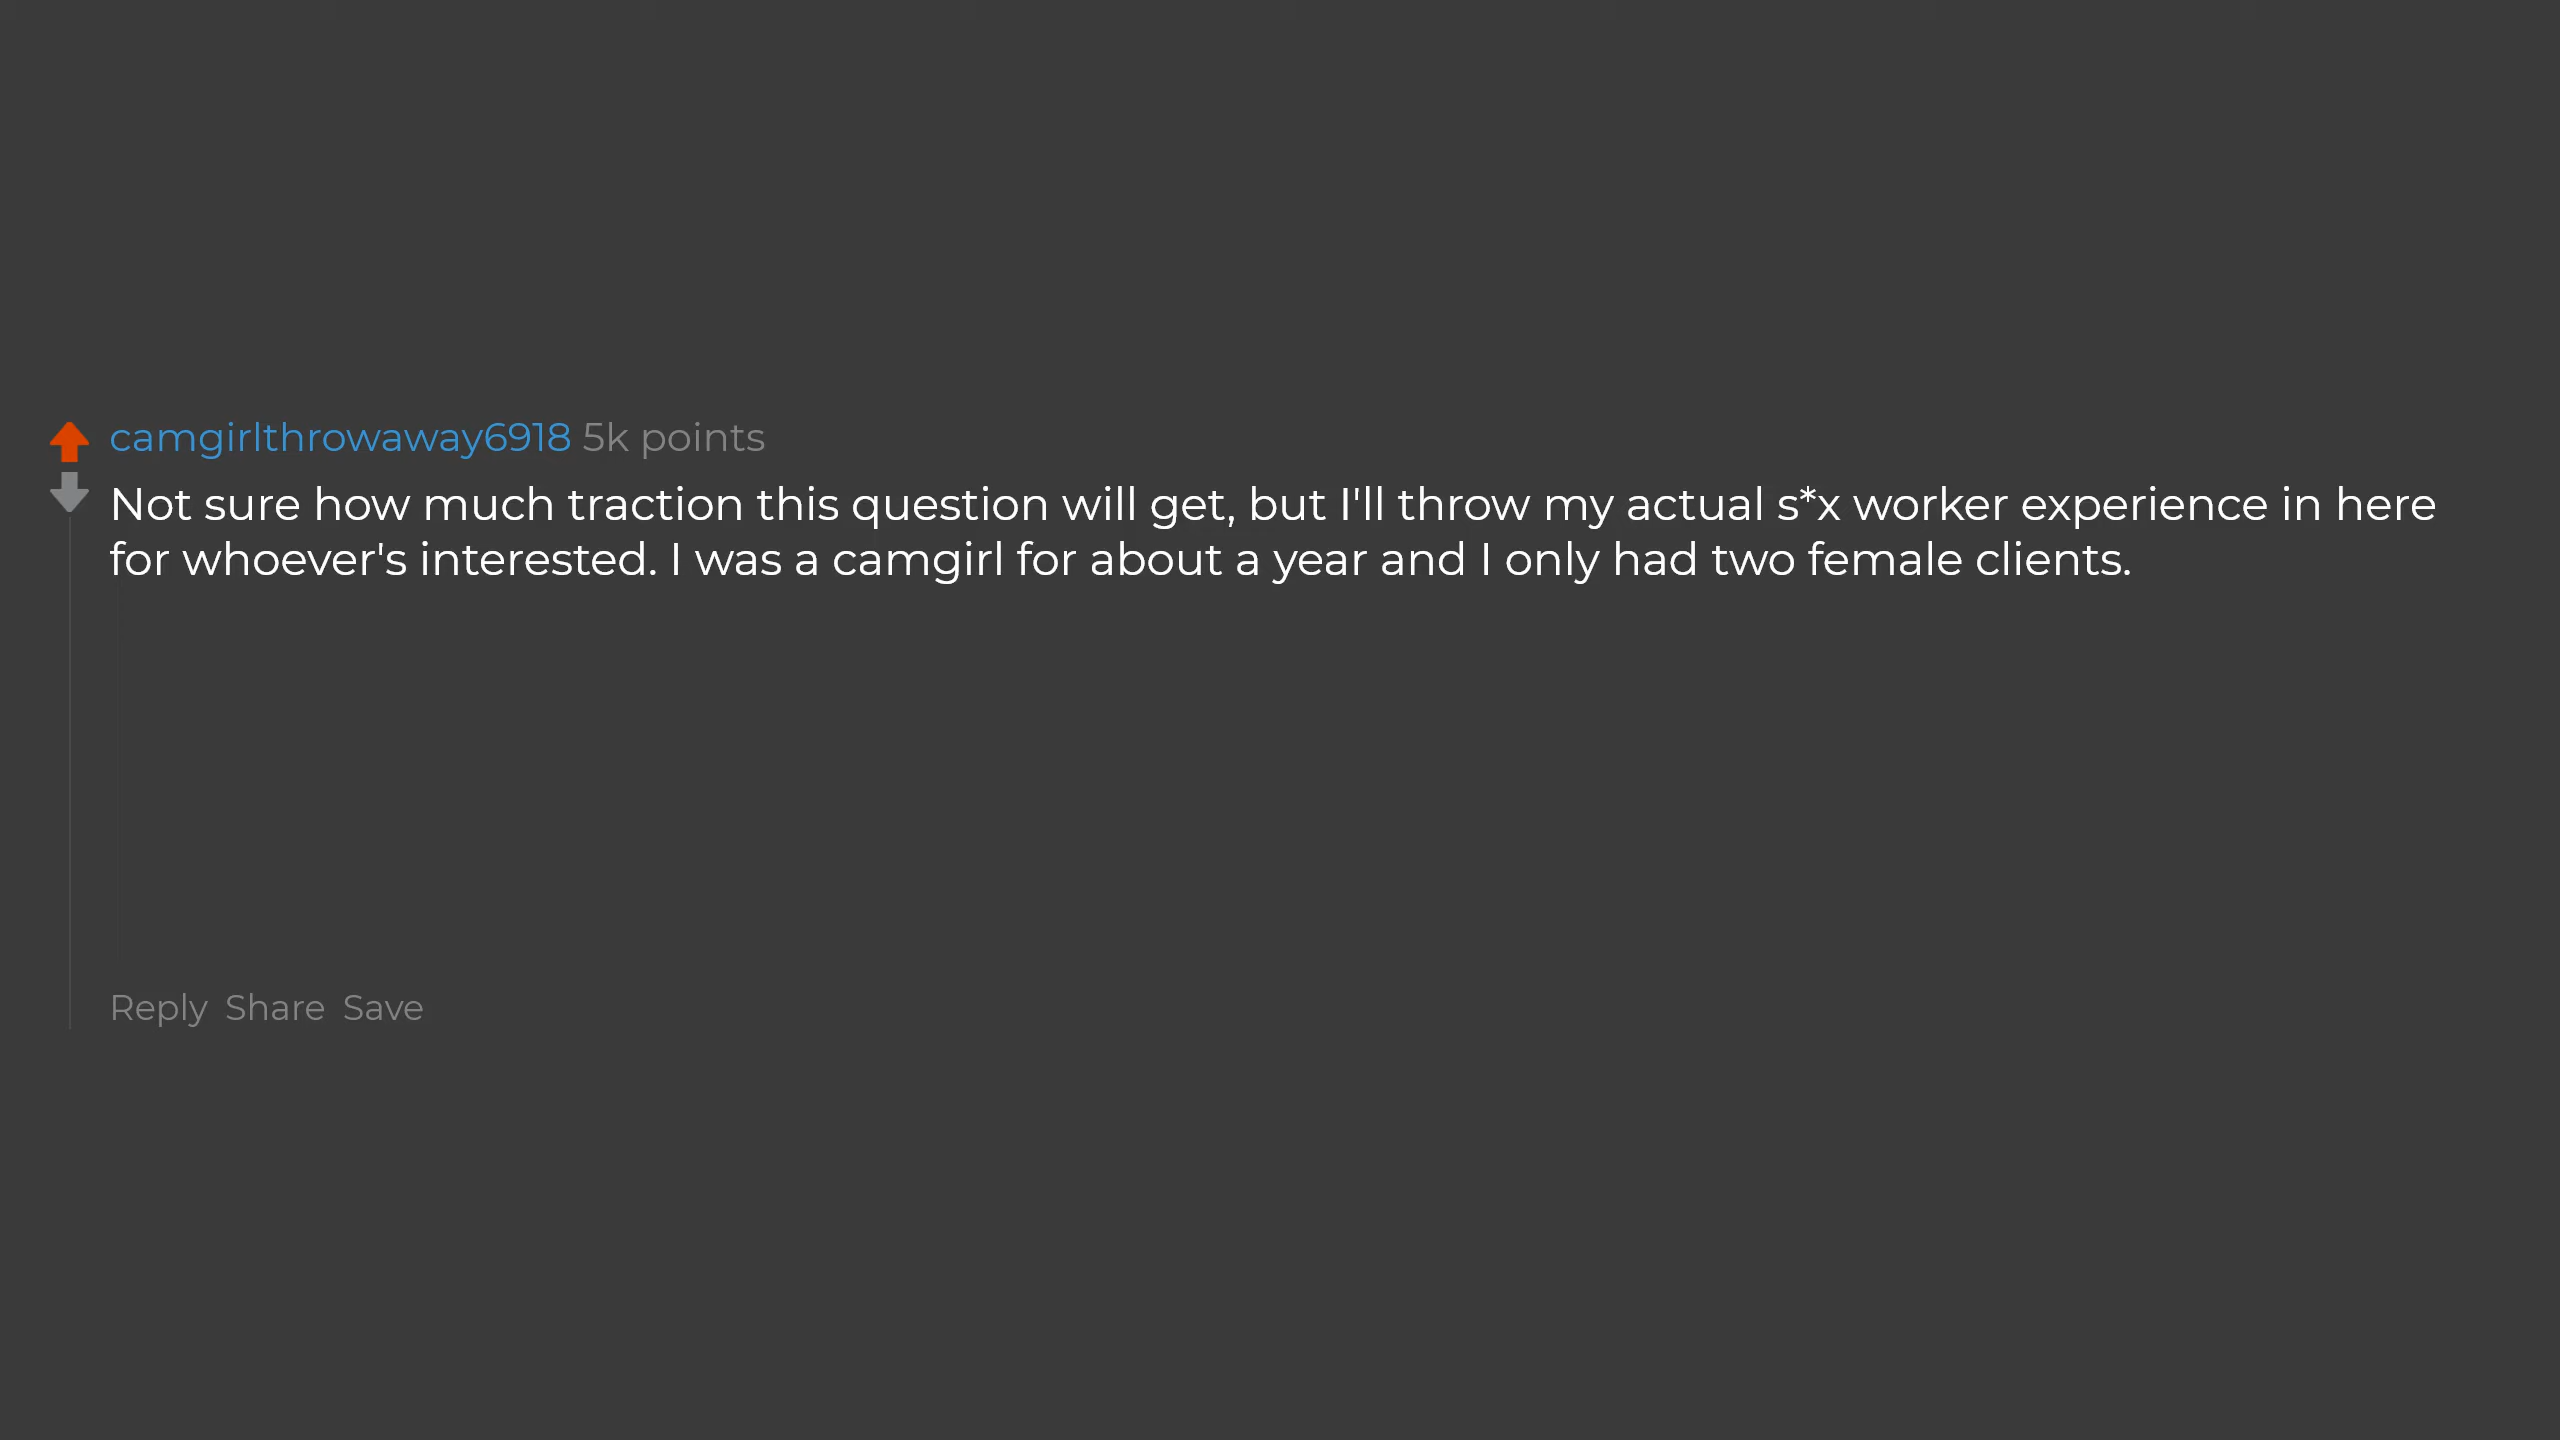 camgirlthrowaway6918 5k points
Not sure how much traction this question will get, but I'll throw my actual s*x worker experience in here
for whoever's interested. I was a camgirl for about a year and I only had two female clients.
Reply Share Save